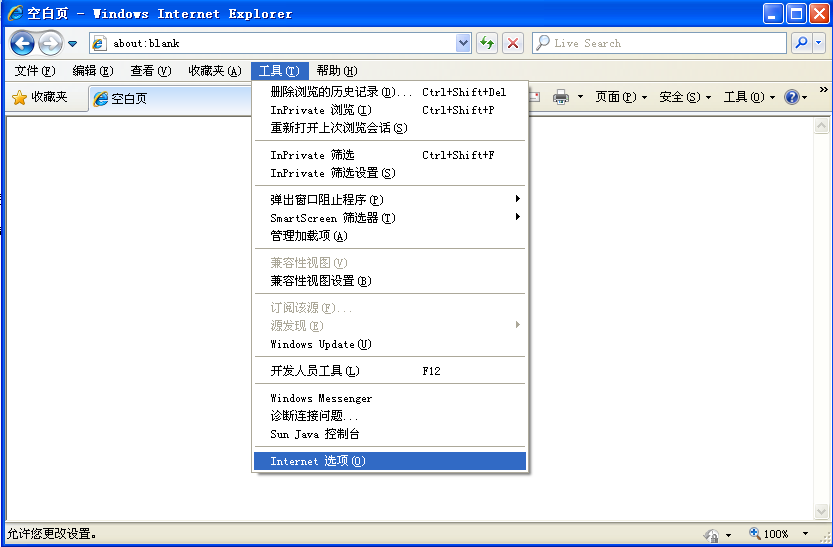 空白页 - Windows Internet Explorer
about:blank
Live Search
文件(F) 编辑(E) 查看(V) 收藏夹(A) 工具(T) 帮助(H)
收藏夹 空白页 页面(P) 安全(S) 工具(O) »
删除浏览的历史记录(D)... Ctrl+Shift+Del
InPrivate 浏览(I) Ctrl+Shift+P
重新打开上次浏览会话(S)
InPrivate 筛选 Ctrl+Shift+F
InPrivate 筛选设置(S)
弹出窗口阻止程序(P)
SmartScreen 筛选器(T)
管理加载项(A)
兼容性视图(V)
兼容性视图设置(B)
订阅该源(F)...
源发现(E)
Windows Update(U)
开发人员工具(L) F12
Windows Messenger
诊断连接问题...
Sun Java 控制台
Internet 选项(O)
允许您更改设置。
100%